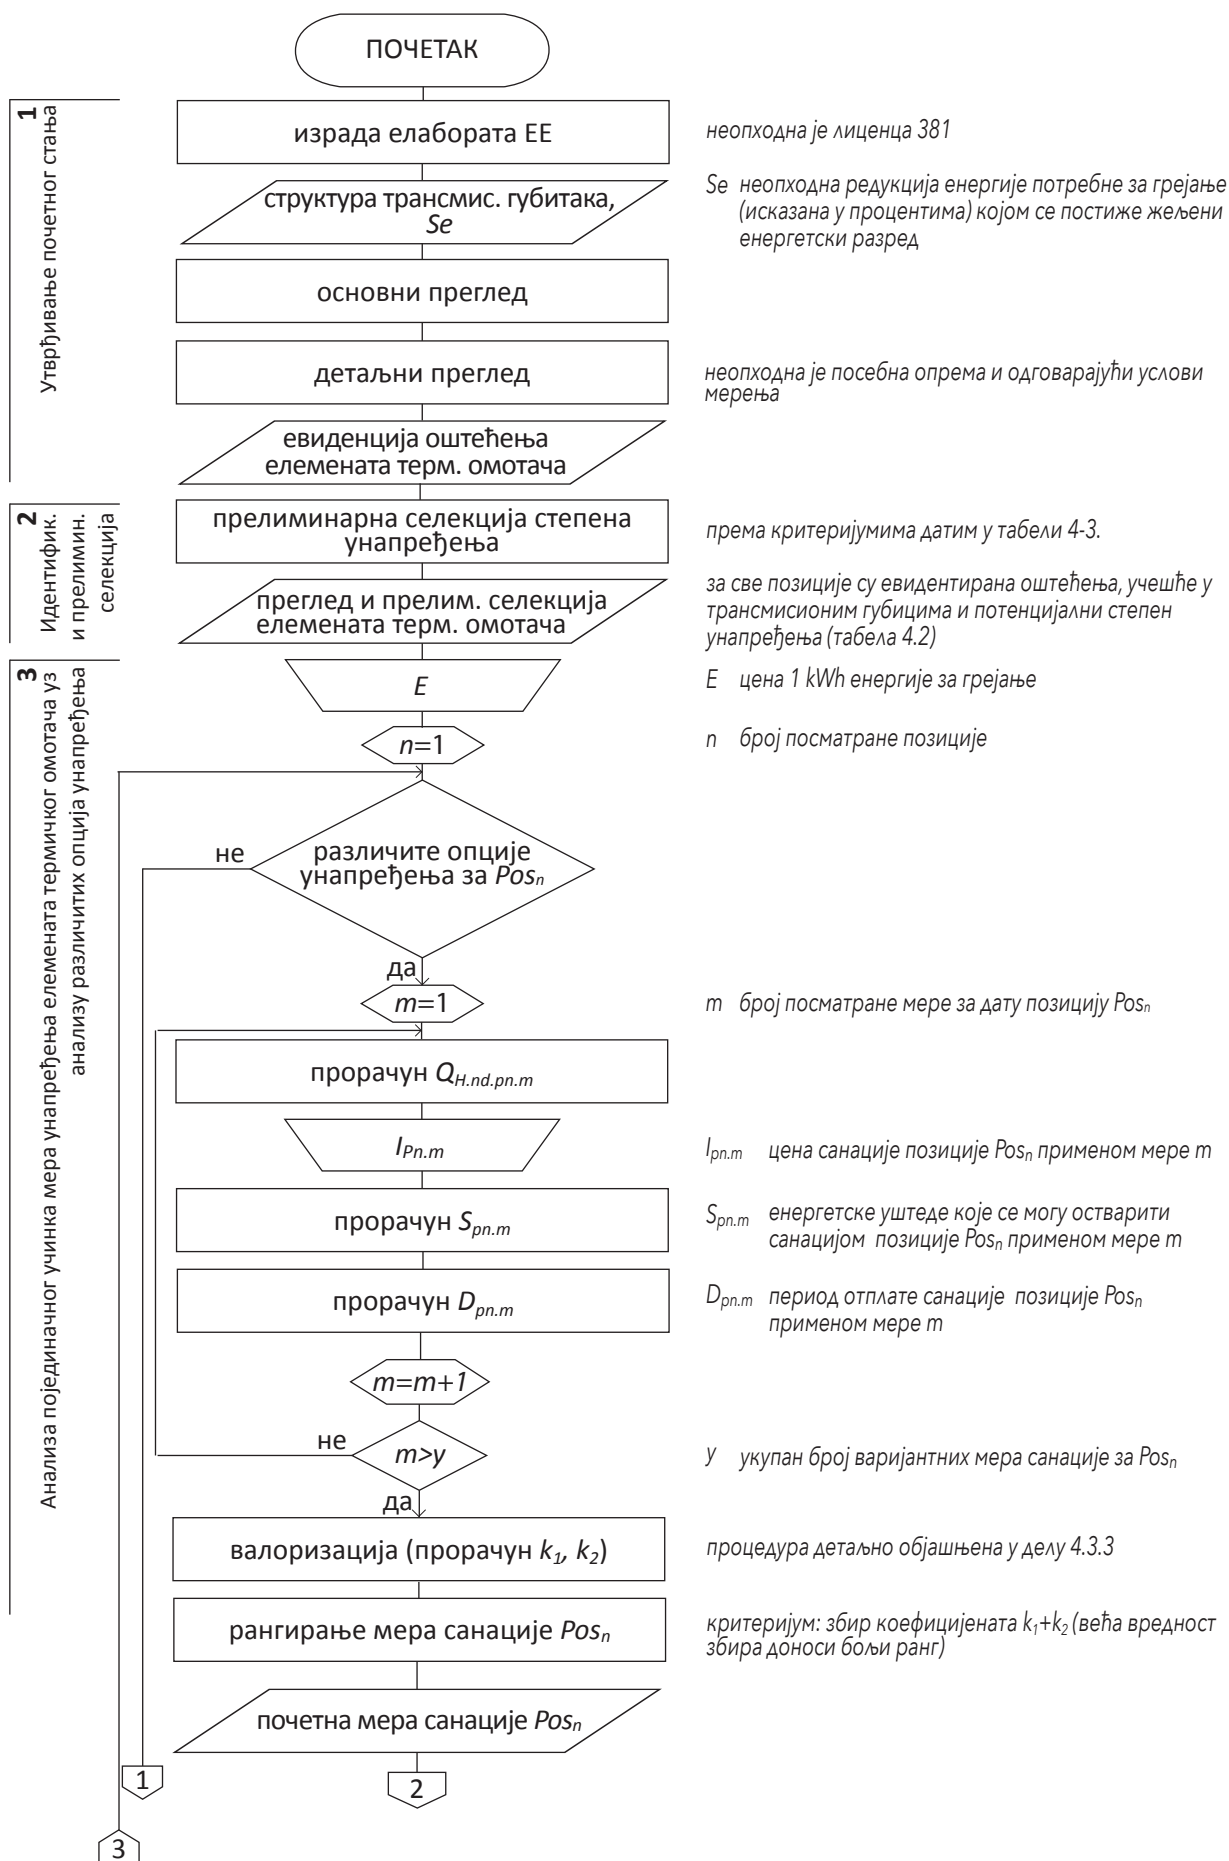 ПОЧЕТАК
1
Утврђивање почетног стања
израда елабората ЕЕ
неопходна је лиценца 381
структура трансмис. губитака,
Se
Se неопходна редукција енергије потребне за грејање
(исказана у процентима) којом се постиже жељени
енергетски разред
основни преглед
детаљни преглед
неопходна је посебна опрема и одговарајући услови
мерења
евиденција оштећења
елемената терм. омотача
2
Идентифик.
и прелимин.
селекција
прелиминарна селекција степена
унапређења
према критеријумима датим у табели 4-3.
преглед и прелим. селекција
елемената терм. омотача
за све позиције су евидентирана оштећења, учешће у
трансмисионим губицима и потенцијални степен
унапређења (табела 4.2)
3
Анализа појединачног учинка мера унапређења елемената термичког омотача уз
анализу различитих опција унапређења
E
E цена 1 kWh енергије за грејање
n=1
n број посматране позиције
не
различите опције
унапређења за Posn
да
m=1
m број посматране мере за дату позицију Posn
прорачун QH.nd.pn.m
IPn.m
Ipn.m цена санације позиције Posn применом мере m
прорачун Spn.m
Spn.m енергетске уштеде које се могу остварити
санацијом позиције Posn применом мере m
прорачун Dpn.m
Dpn.m период отплате санације позиције Posn
применом мере m
m=m+1
не
m>y
y укупан број варијантних мера санације за Posn
да
валоризација (прорачун k1, k2)
процедура детаљно објашњена у делу 4.3.3
рангирање мера санације Posn
критеријум: збир коефицијената k1+k2 (већа вредност
збира доноси бољи ранг)
почетна мера санације Posn
1
2
3